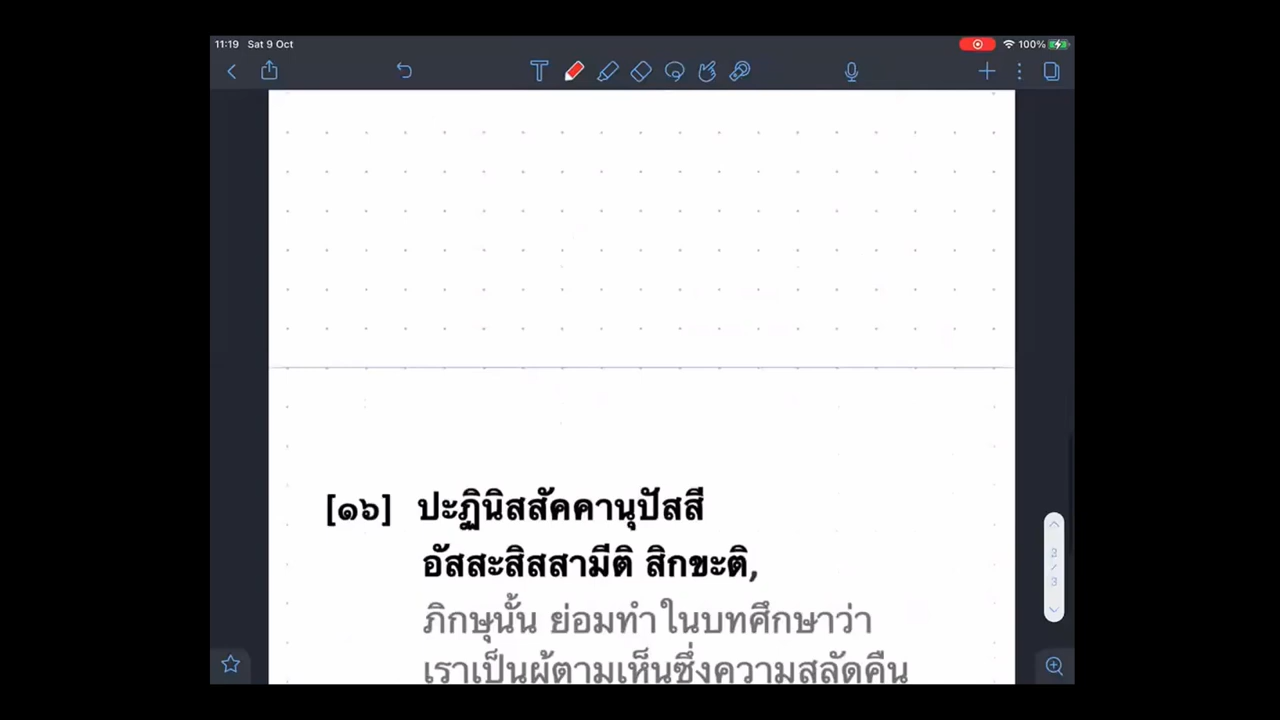 11:19 Sat 9 Oct 100%
[๑๖] ปะฏินิสสัคคานุปัสสี
อัสสะสิสสามีติ สิกขะติ,
ภิกษุนั้น ย่อมทำในบทศึกษาว่า
เราเป็นผู้ตามเห็นซึ่งความสลัดคืน
2
/
3